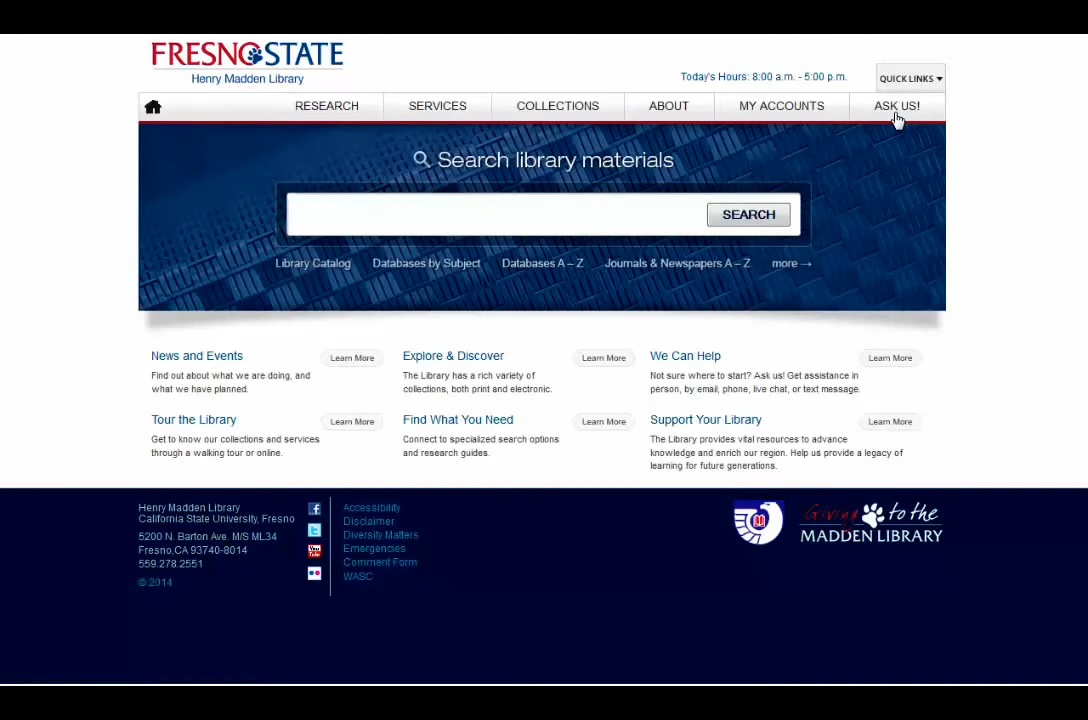 FRESNO STATE
Henry Madden Library
Today's Hours: 8:00 a.m. - 5:00 p.m.
QUICK LINKS
RESEARCH SERVICES COLLECTIONS ABOUT MY ACCOUNTS ASK US!
Search library materials
SEARCH
Library Catalog Databases by Subject Databases A – Z Journals & Newspapers A – Z more →
News and Events Learn More
Find out about what we are doing, and
what we have planned.
Explore & Discover Learn More
The Library has a rich variety of
collections, both print and electronic.
We Can Help Learn More
Not sure where to start? Ask us! Get assistance in
person, by email, phone, live chat, or text message.
Tour the Library Learn More
Get to know our collections and services
through a walking tour or online.
Find What You Need Learn More
Connect to specialized search options
and research guides.
Support Your Library Learn More
The Library provides vital resources to advance
knowledge and enrich our region. Help us provide a legacy of
learning for future generations.
Henry Madden Library
California State University, Fresno
5200 N. Barton Ave. M/S ML34
Fresno,CA 93740-8014
559.278.2551
© 2014
You Tube
Accessibility
Disclaimer
Diversity Matters
Emergencies
Comment Form
WASC
Giving to the
MADDEN LIBRARY